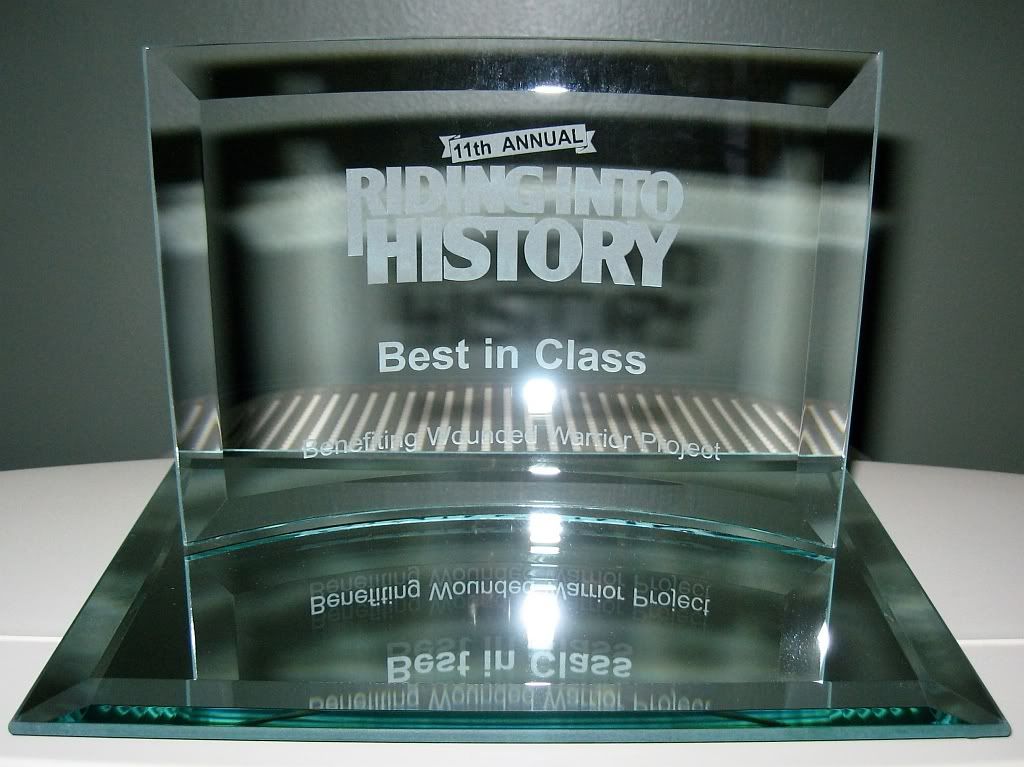 11th ANNUAL
RIDING INTO
HISTORY
Best in Class
Benefiting Wounded Warrior Project